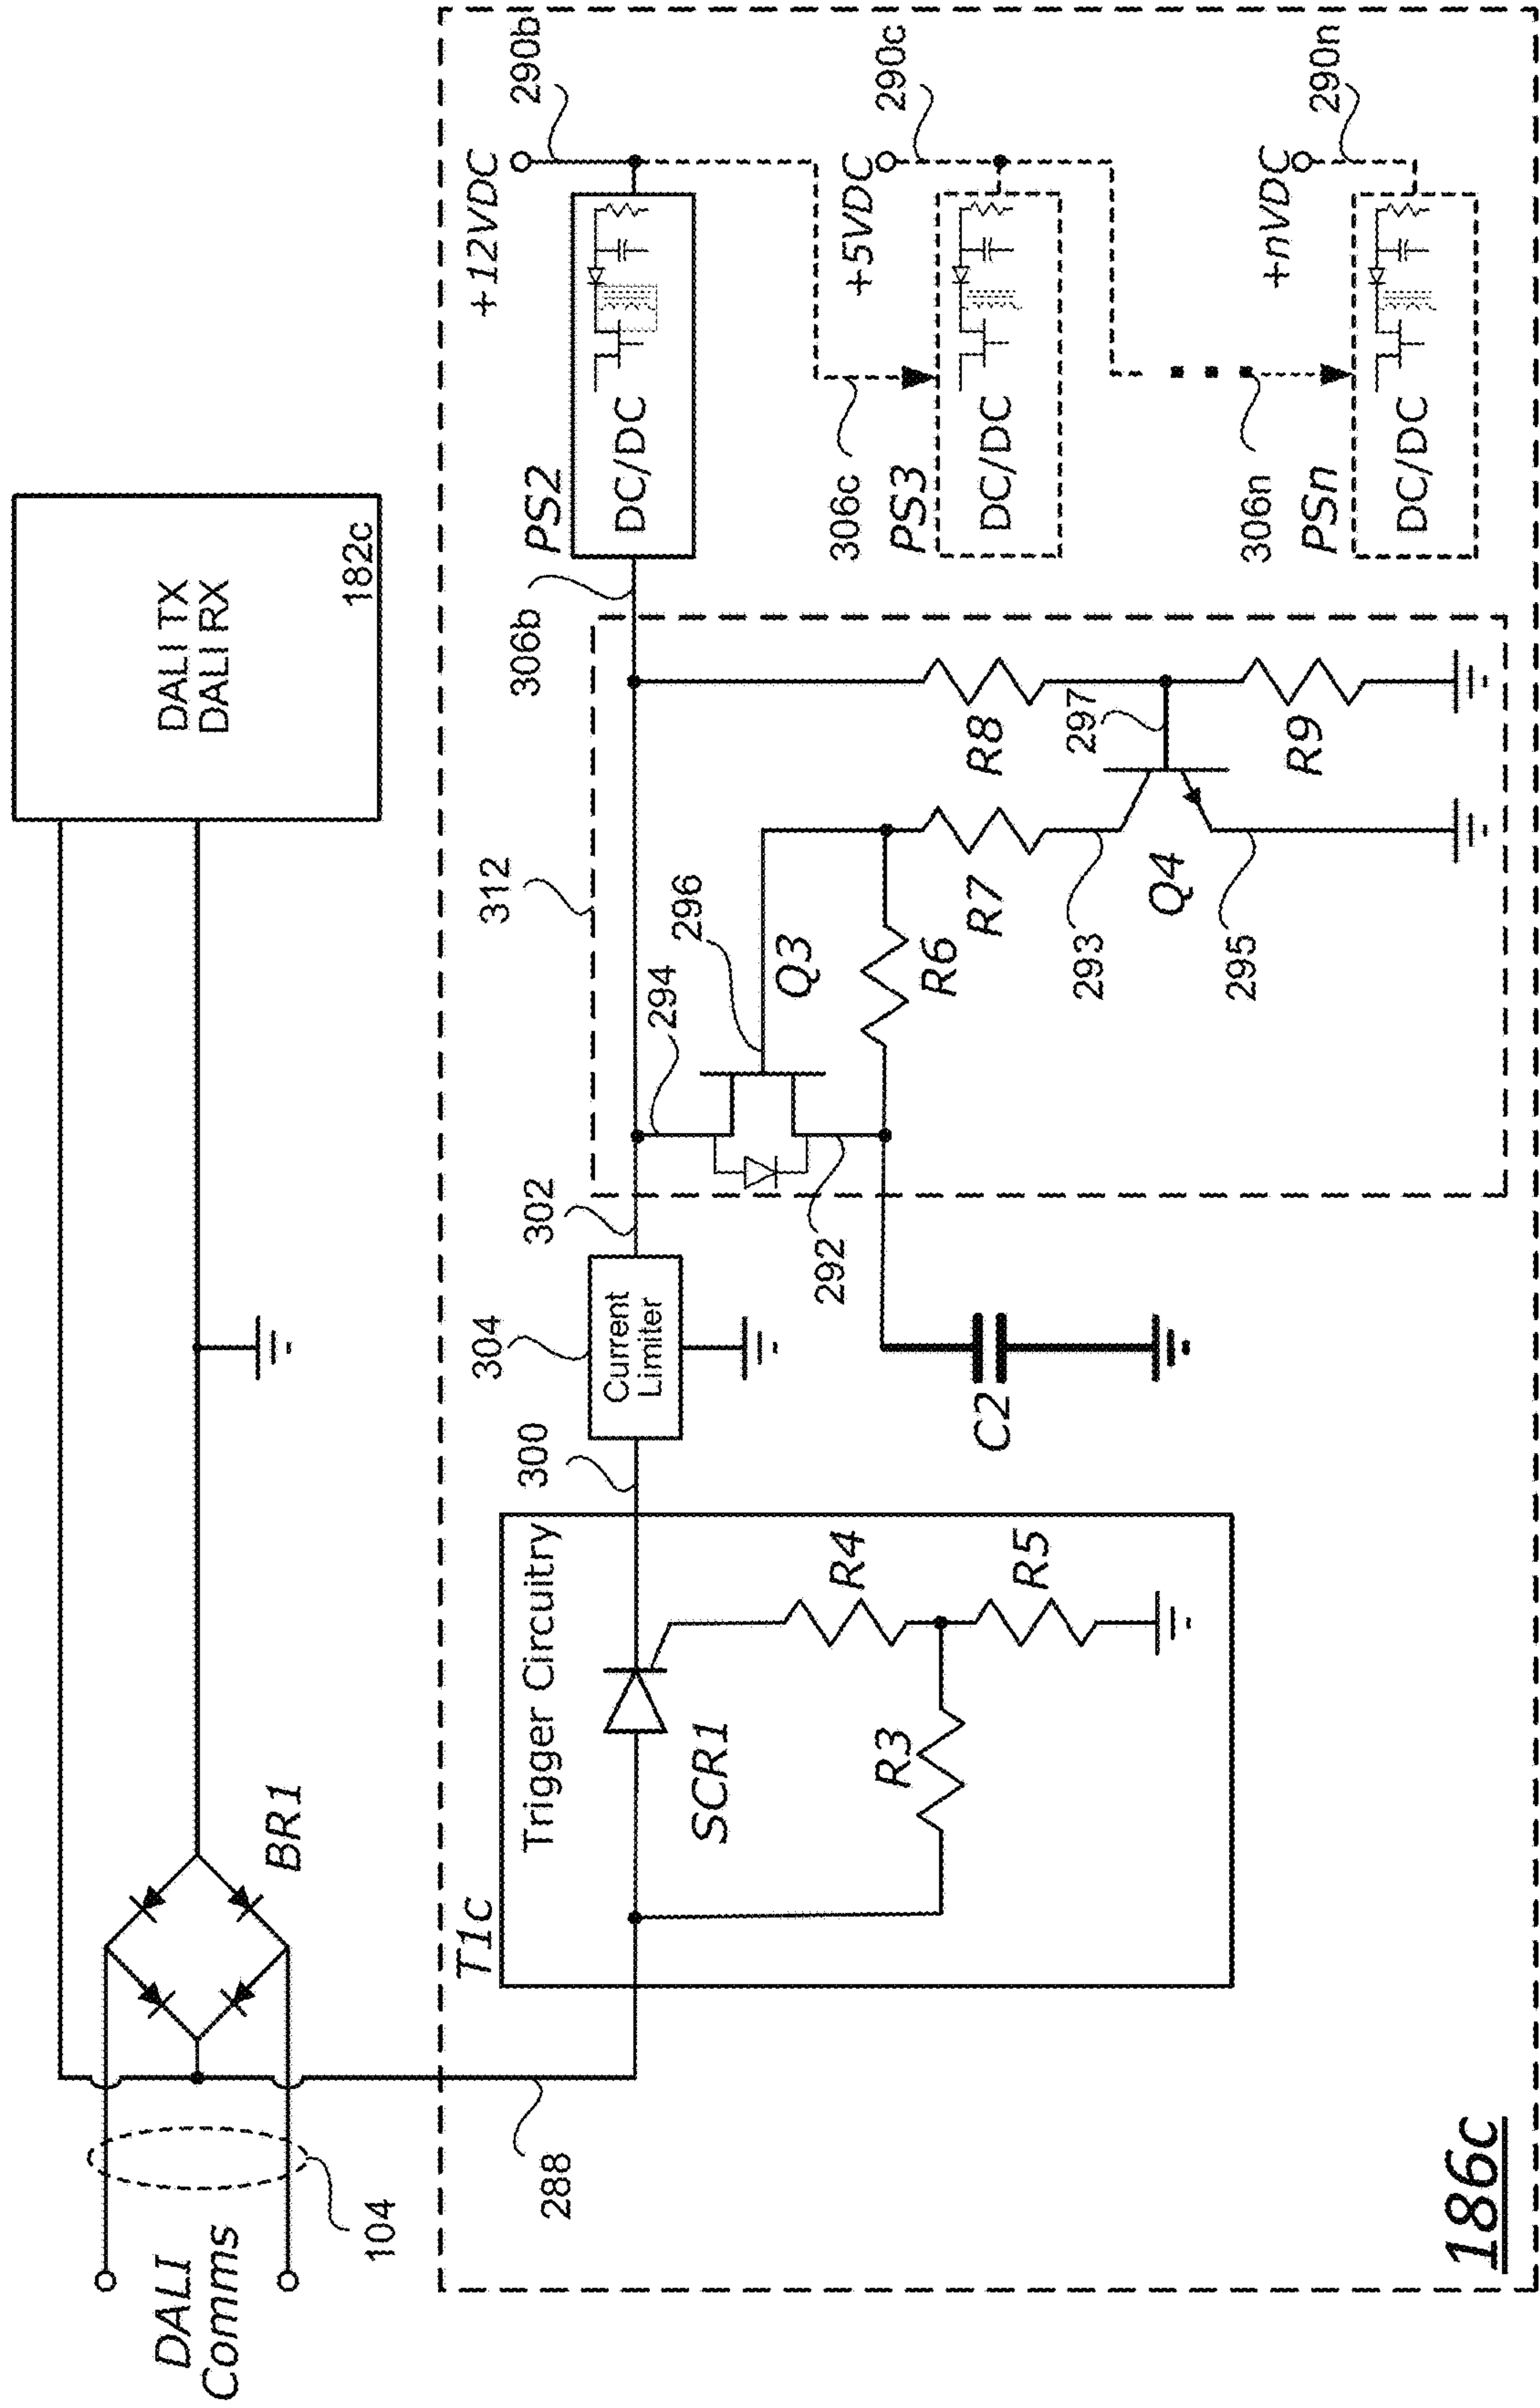 DALI
Comms
104
BR1
DALI TX
DALI RX
182c
288
T1c
Trigger Circuitry
SCR1
R3
R4
R5
300
304
Current
Limiter
302
C2
312
294
296
292
Q3
R6
R7
R8
293
297
Q4
295
R9
306b
PS2
DC/DC
+12VDC
290b
306c
PS3
DC/DC
+5VDC
290c
306n
PSn
DC/DC
+nVDC
290n
186c